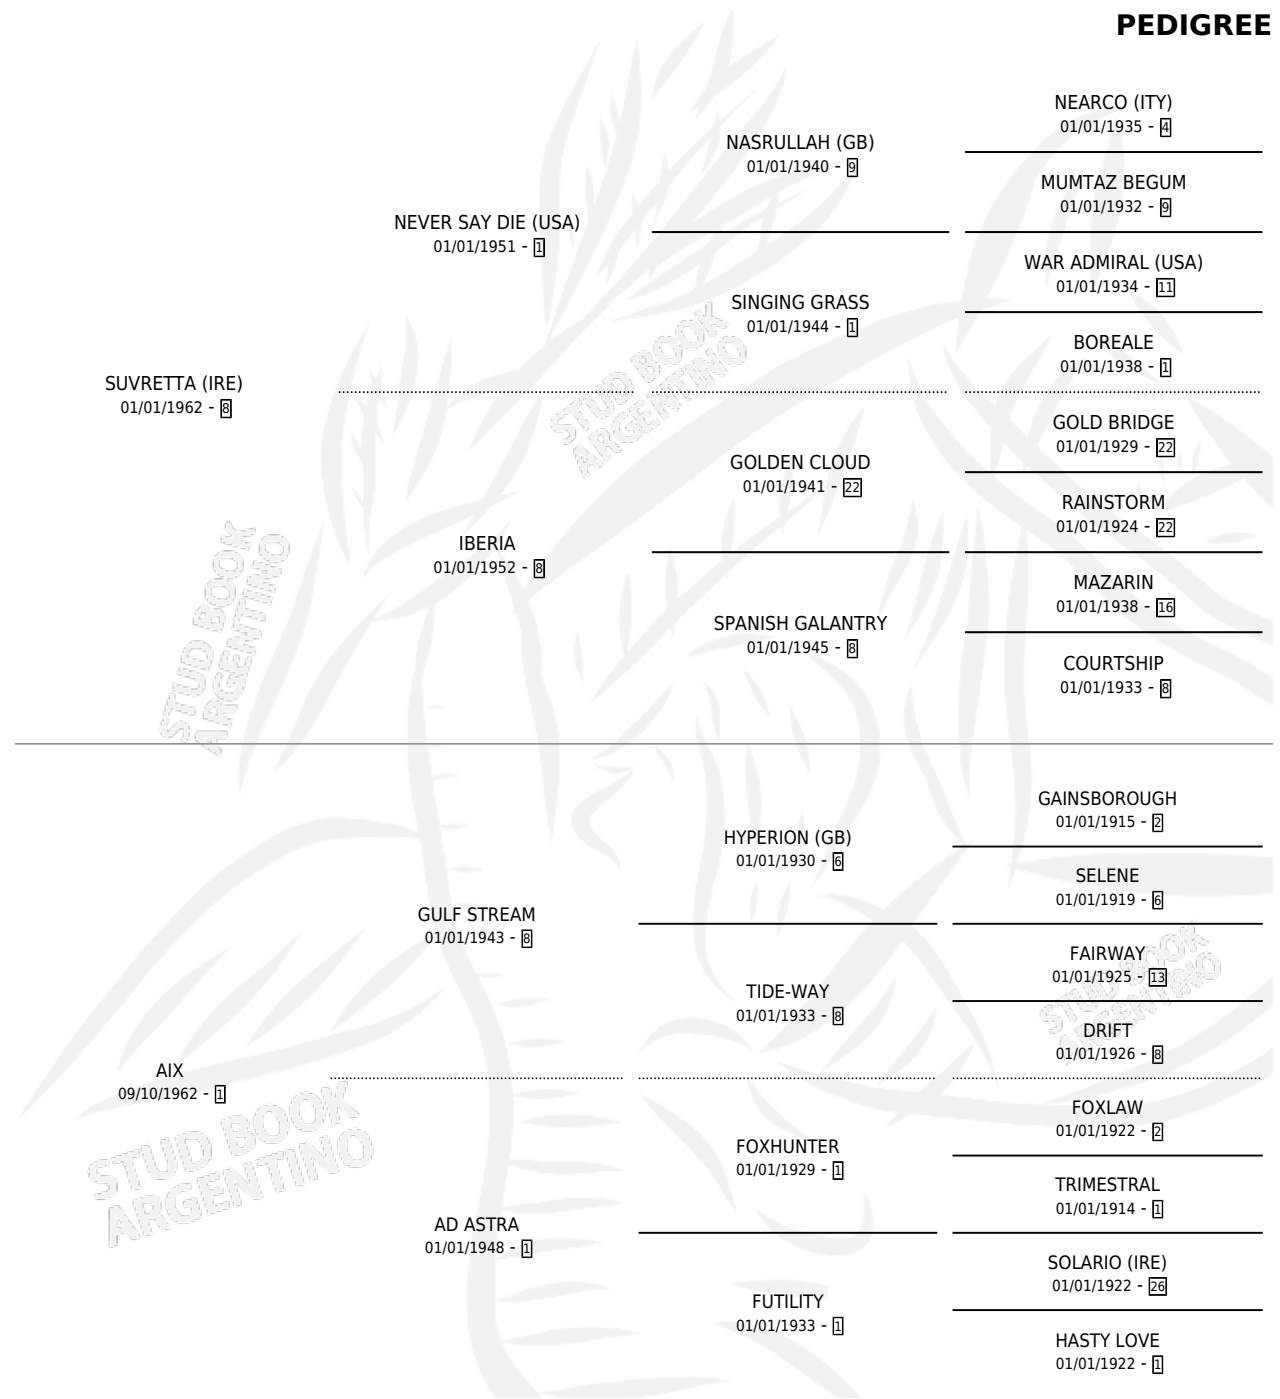 PEDIGREE
NEARCO (ITY)
01/01/1935 - 4
NASRULLAH (GB)
01/01/1940 - 9
MUMTAZ BEGUM
01/01/1932 - 9
NEVER SAY DIE (USA)
01/01/1951 - 1
WAR ADMIRAL (USA)
01/01/1934 - 11
SINGING GRASS
01/01/1944 - 1
BOREALE
01/01/1938 - 1
SUVRETTA (IRE)
01/01/1962 - 8
GOLD BRIDGE
01/01/1929 - 22
GOLDEN CLOUD
01/01/1941 - 22
RAINSTORM
01/01/1924 - 22
IBERIA
01/01/1952 - 8
MAZARIN
01/01/1938 - 16
SPANISH GALANTRY
01/01/1945 - 8
COURTSHIP
01/01/1933 - 8
GAINSBOROUGH
01/01/1915 - 2
HYPERION (GB)
01/01/1930 - 6
SELENE
01/01/1919 - 6
GULF STREAM
01/01/1943 - 8
FAIRWAY
01/01/1925 - 13
TIDE-WAY
01/01/1933 - 8
DRIFT
01/01/1926 - 8
AIX
09/10/1962 - 1
FOXLAW
01/01/1922 - 2
FOXHUNTER
01/01/1929 - 1
TRIMESTRAL
01/01/1914 - 1
AD ASTRA
01/01/1948 - 1
SOLARIO (IRE)
01/01/1922 - 26
FUTILITY
01/01/1933 - 1
HASTY LOVE
01/01/1922 - 1
STUD BOOK
ARGENTINO
STUD BOOK
ARGENTINO
STUD BOOK
ARGENTINO
STUD BOOK
ARGENTINO